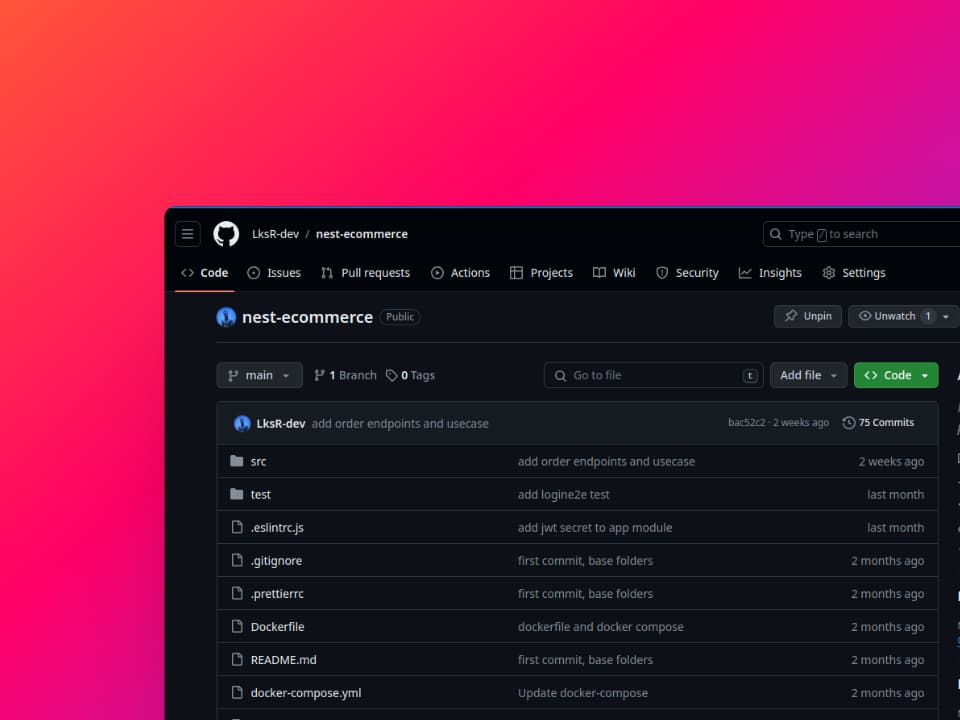 LksR-dev / nest-ecommerce
Type / to search
Code Issues Pull requests Actions Projects Wiki Security Insights Settings
nest-ecommerce Public Unpin Unwatch 1
main 1 Branch 0 Tags Go to file t Add file Code
LksR-dev add order endpoints and usecase bac52c2 · 2 weeks ago 75 Commits
src add order endpoints and usecase 2 weeks ago
test add logine2e test last month
.eslintrc.js add jwt secret to app module last month
.gitignore first commit, base folders 2 months ago
.prettierrc first commit, base folders 2 months ago
Dockerfile dockerfile and docker compose 2 months ago
README.md first commit, base folders 2 months ago
docker-compose.yml Update docker-compose 2 months ago